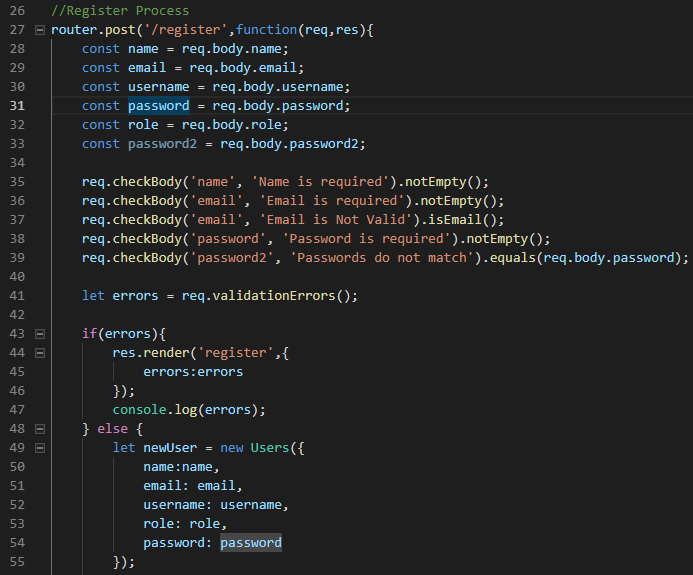 26 //Register Process
27 router.post('/register',function(req,res){
28     const name = req.body.name;
29     const email = req.body.email;
30     const username = req.body.username;
31     const password = req.body.password;
32     const role = req.body.role;
33     const password2 = req.body.password2;
34
35     req.checkBody('name', 'Name is required').notEmpty();
36     req.checkBody('email', 'Email is required').notEmpty();
37     req.checkBody('email', 'Email is Not Valid').isEmail();
38     req.checkBody('password', 'Password is required').notEmpty();
39     req.checkBody('password2', 'Passwords do not match').equals(req.body.password);
40
41     let errors = req.validationErrors();
42
43     if(errors){
44         res.render('register',{
45             errors:errors
46         });
47         console.log(errors);
48     } else {
49         let newUser = new Users({
50             name:name,
51             email: email,
52             username: username,
53             role: role,
54             password: password
55         });